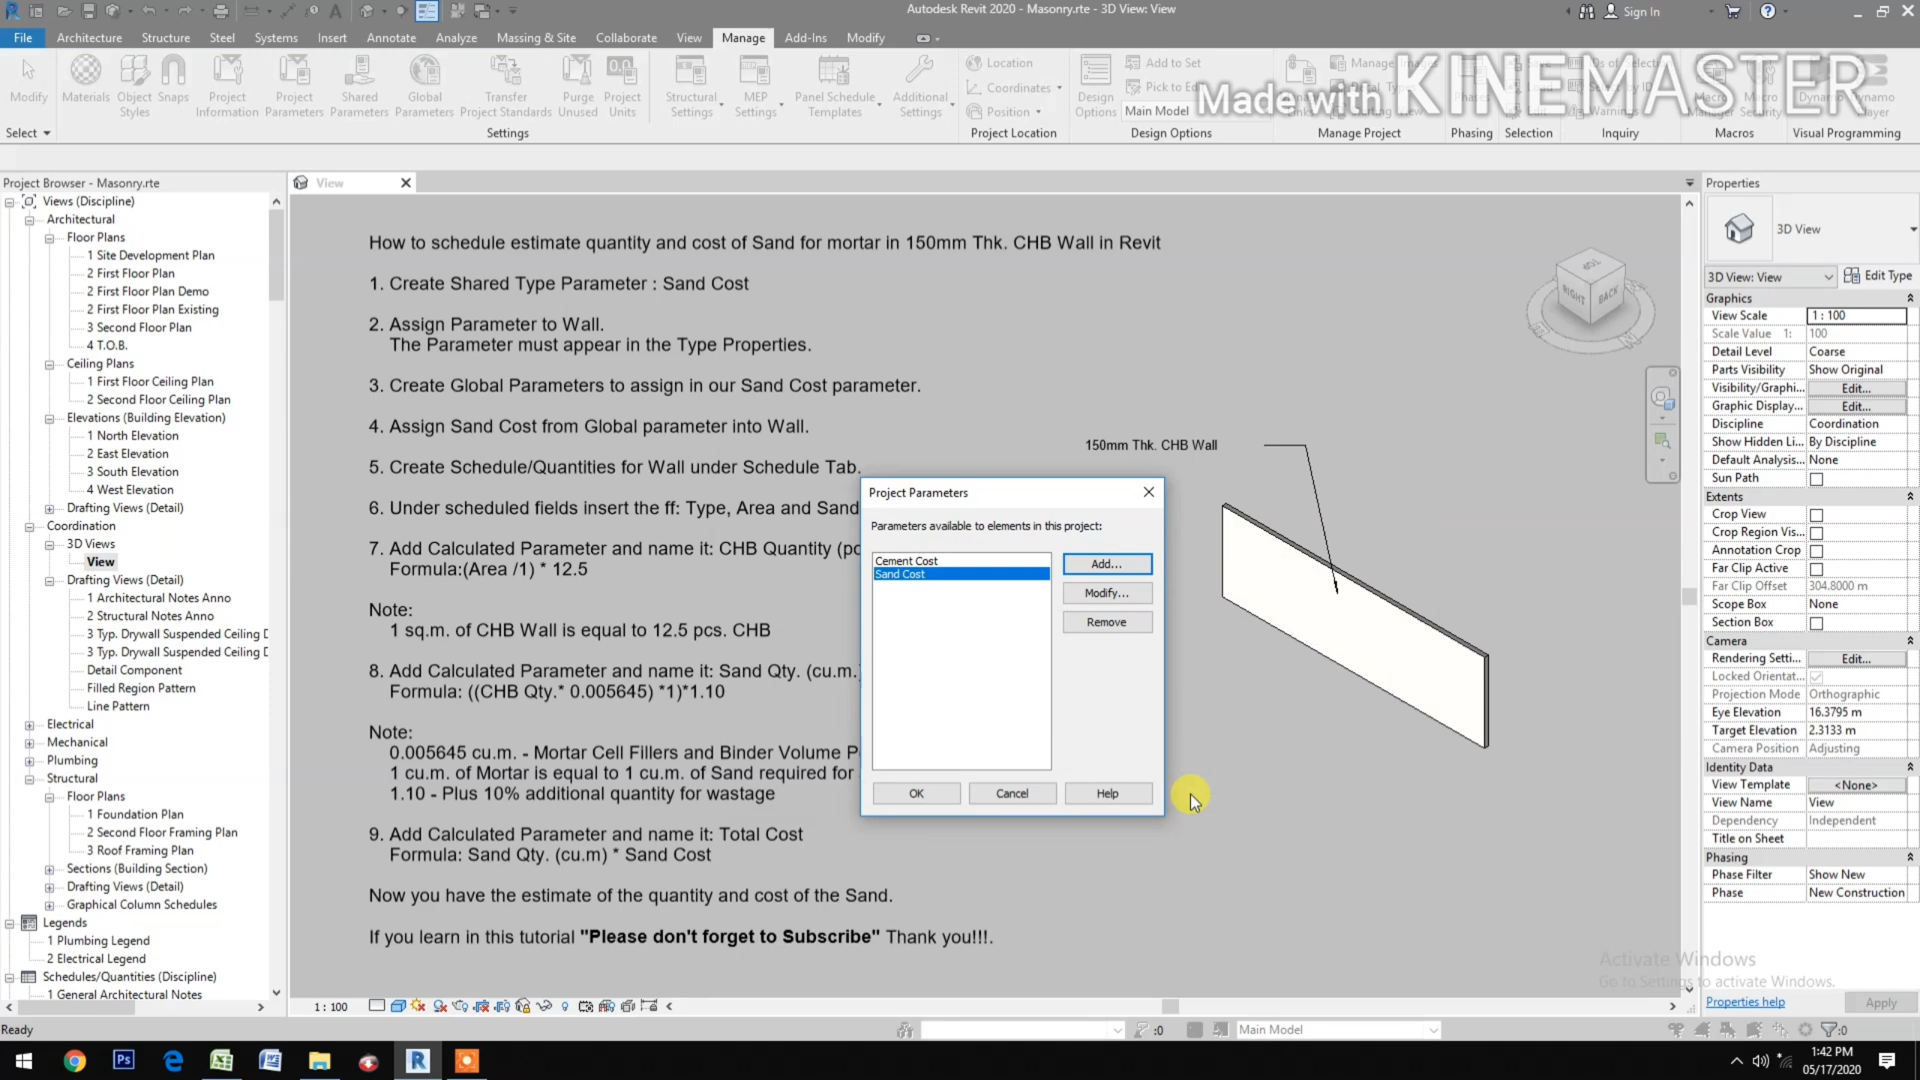 Autodesk Revit 2020 - Masonry.rte - 3D View: View
Sign In
File Architecture Structure Steel Systems Insert Annotate Analyze Massing & Site Collaborate View Manage Add-Ins Modify
Modify
Materials
Object Styles
Snaps
Project Information
Project Parameters
Shared Parameters
Global Parameters
Transfer Project Standards
Purge Unused
Project Units
Structural Settings
MEP Settings
Panel Schedule Templates
Additional Settings
Location
Coordinates
Position
Design Options
Add to Set
Pick to Edit
Main Model
Made with KINEMASTER
Select
Settings
Project Location
Design Options
Manage Project
Phasing
Selection
Inquiry
Macros
Visual Programming
Project Browser - Masonry.rte
Views (Discipline)
Architectural
Floor Plans
1 Site Development Plan
2 First Floor Plan
2 First Floor Plan Demo
2 First Floor Plan Existing
3 Second Floor Plan
4 T.O.B.
Ceiling Plans
1 First Floor Ceiling Plan
2 Second Floor Ceiling Plan
Elevations (Building Elevation)
1 North Elevation
2 East Elevation
3 South Elevation
4 West Elevation
Drafting Views (Detail)
Coordination
3D Views
View
Drafting Views (Detail)
1 Architectural Notes Anno
2 Structural Notes Anno
3 Typ. Drywall Suspended Ceiling D
3 Typ. Drywall Suspended Ceiling D
Detail Component
Filled Region Pattern
Line Pattern
Electrical
Mechanical
Plumbing
Structural
Floor Plans
1 Foundation Plan
2 Second Floor Framing Plan
3 Roof Framing Plan
Sections (Building Section)
Drafting Views (Detail)
Graphical Column Schedules
Legends
1 Plumbing Legend
2 Electrical Legend
Schedules/Quantities (Discipline)
1 General Architectural Notes
View
How to schedule estimate quantity and cost of Sand for mortar in 150mm Thk. CHB Wall in Revit
1. Create Shared Type Parameter : Sand Cost
2. Assign Parameter to Wall.
The Parameter must appear in the Type Properties.
3. Create Global Parameters to assign in our Sand Cost parameter.
4. Assign Sand Cost from Global parameter into Wall.
5. Create Schedule/Quantities for Wall under Schedule Tab.
6. Under scheduled fields insert the ff: Type, Area and Sand
7. Add Calculated Parameter and name it: CHB Quantity (pc
Formula:(Area /1) * 12.5
Note:
1 sq.m. of CHB Wall is equal to 12.5 pcs. CHB
8. Add Calculated Parameter and name it: Sand Qty. (cu.m.
Formula: ((CHB Qty.* 0.005645) *1)*1.10
Note:
0.005645 cu.m. - Mortar Cell Fillers and Binder Volume P
1 cu.m. of Mortar is equal to 1 cu.m. of Sand required for
1.10 - Plus 10% additional quantity for wastage
9. Add Calculated Parameter and name it: Total Cost
Formula: Sand Qty. (cu.m) * Sand Cost
Now you have the estimate of the quantity and cost of the Sand.
If you learn in this tutorial "Please don't forget to Subscribe" Thank you!!!.
150mm Thk. CHB Wall
RIGHT
BACK
TOP
Project Parameters
Parameters available to elements in this project:
Cement Cost
Sand Cost
Add...
Modify...
Remove
OK
Cancel
Help
Properties
3D View
3D View: View
Edit Type
Graphics
View Scale 1 : 100
Scale Value 1: 100
Detail Level Coarse
Parts Visibility Show Original
Visibility/Graphi... Edit...
Graphic Display... Edit...
Discipline Coordination
Show Hidden Li... By Discipline
Default Analysis... None
Sun Path
Extents
Crop View
Crop Region Vis...
Annotation Crop
Far Clip Active
Far Clip Offset 304.8000 m
Scope Box None
Section Box
Camera
Rendering Setti... Edit...
Locked Orientat...
Projection Mode Orthographic
Eye Elevation 16.3795 m
Target Elevation 2.3133 m
Camera Position Adjusting
Identity Data
View Template <None>
View Name View
Dependency Independent
Title on Sheet
Phasing
Phase Filter Show New
Phase New Construction
Activate Windows
Go to Settings to activate Windows.
Properties help
Apply
1 : 100
Ready
:0
Main Model
:0
1:42 PM
05/17/2020